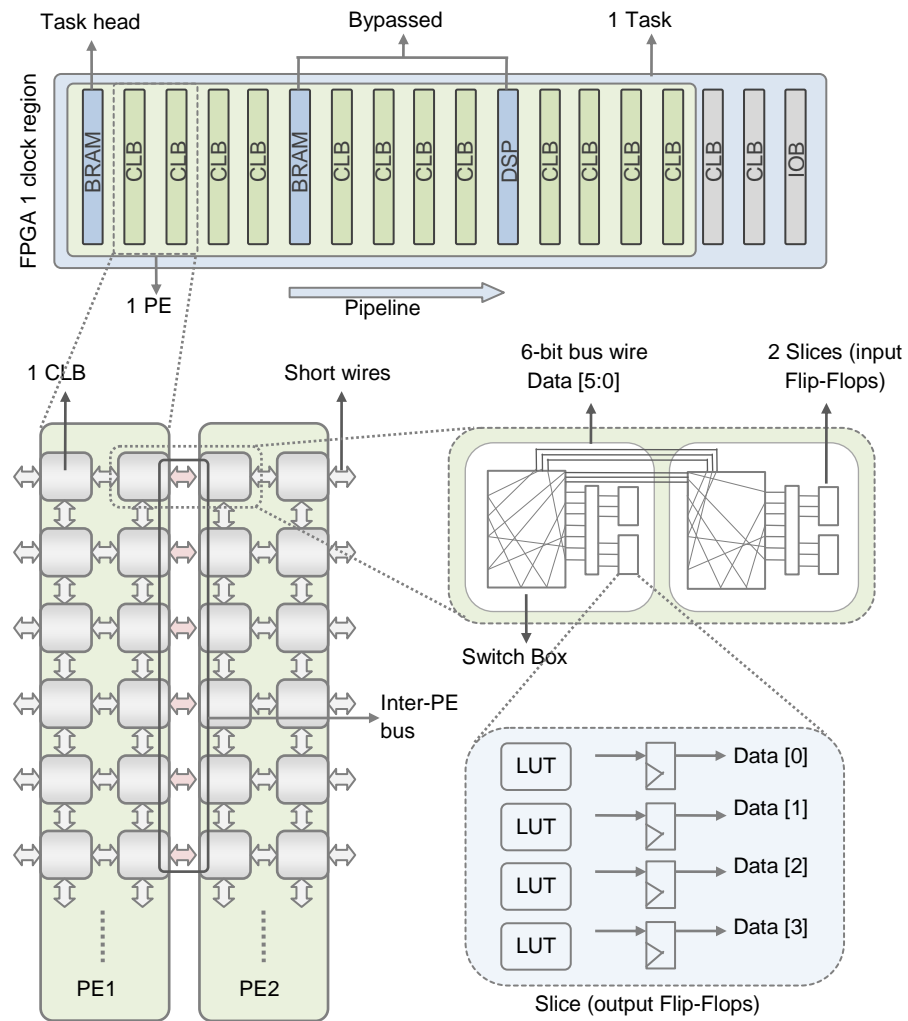 Task head
Bypassed
1 Task
FPGA 1 dock region
BRAM
CLB
CLB
CLB
CLB
BRAM
CLB
CLB
CLB
CLB
DSP
CLB
CLB
CLB
CLB
CLB
CLB
IOB
1 PE
Pipeline
1 CLB
Short wires
6-bit bus wire
Data [5:0]
2 Slices (input
Flip-Flops)
Switch Box
Inter-PE
bus
LUT
Data [0]
LUT
Data [1]
LUT
Data [2]
LUT
Data [3]
PE1
PE2
Slice (output Flip-Flops)